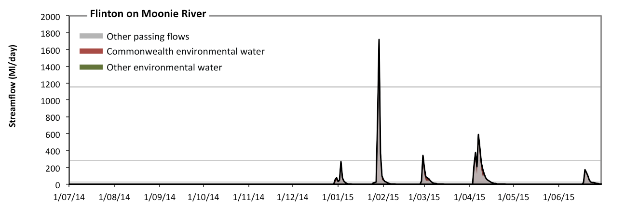 Flinton on Moonie River
Streamflow (Ml/day)
2000
1800
1600
1400
1200
1000
800
600
400
200
0
Other passing flows
Commonwealth environmental water
Other environmental water
1/07/14 1/08/14 1/09/14 1/10/14 1/11/14 1/12/14 1/01/15 1/02/15 1/03/15 1/04/15 1/05/15 1/06/15